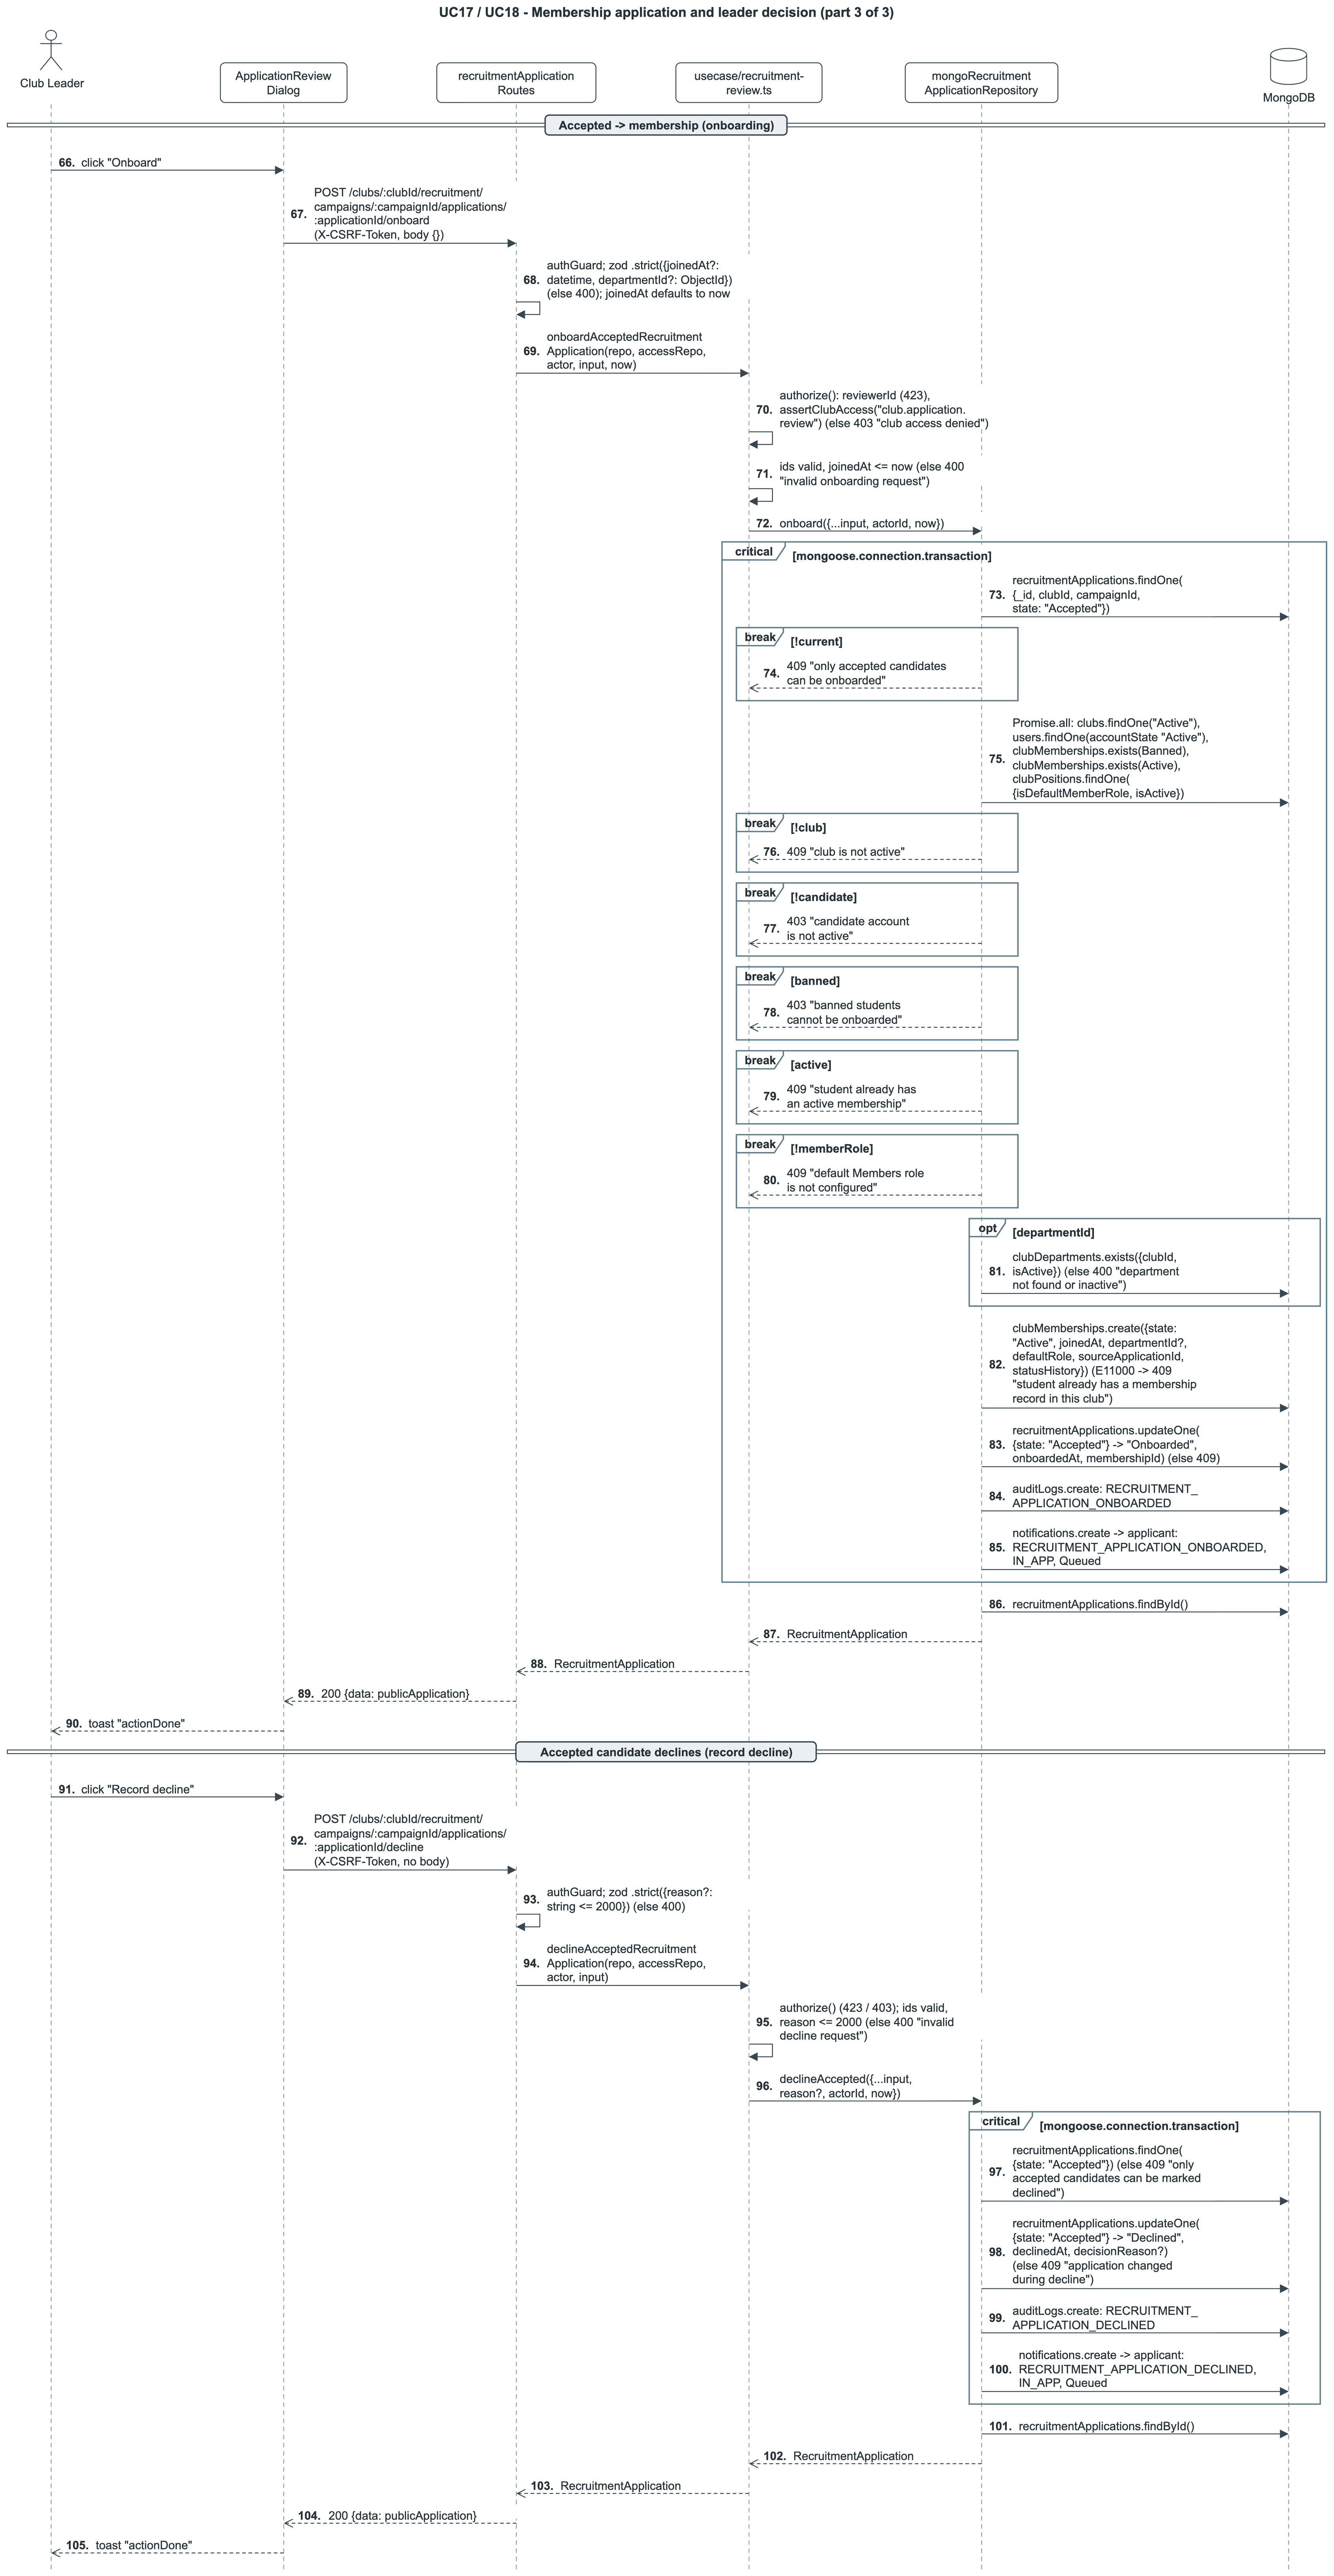 UC17 / UC18 - Membership application and leader decision (part 3 of 3)
Club Leader
ApplicationReview
Dialog
recruitmentApplication
Routes
usecase/recruitment-
review.ts
mongoRecruitment
ApplicationRepository
MongoDB
Accepted -> membership (onboarding)
66. click "Onboard"
POST /clubs/:clubId/recruitment/
campaigns/:campaignId/applications/
67. :applicationId/onboard
(X-CSRF-Token, body {})
authGuard; zod .strict({joinedAt?:
68. datetime, departmentId?: ObjectId})
(else 400); joinedAt defaults to now
onboardAcceptedRecruitment
69. Application(repo, accessRepo,
actor, input, now)
authorize(): reviewerId (423),
70. assertClubAccess("club.application.
review") (else 403 "club access denied")
71. ids valid, joinedAt <= now (else 400
"invalid onboarding request")
72. onboard({...input, actorId, now})
critical [mongoose.connection.transaction]
recruitmentApplications.findOne(
73. {_id, clubId, campaignId,
state: "Accepted"})
break [!current]
74. 409 "only accepted candidates
can be onboarded"
Promise.all: clubs.findOne("Active"),
users.findOne(accountState "Active"),
clubMemberships.exists(Banned),
75. clubMemberships.exists(Active),
clubPositions.findOne(
{isDefaultMemberRole, isActive})
break [!club]
76. 409 "club is not active"
break [!candidate]
77. 403 "candidate account
is not active"
break [banned]
78. 403 "banned students
cannot be onboarded"
break [active]
79. 409 "student already has
an active membership"
break [!memberRole]
80. 409 "default Members role
is not configured"
opt [departmentId]
clubDepartments.exists({clubId,
81. isActive}) (else 400 "department
not found or inactive")
clubMemberships.create({state:
"Active", joinedAt, departmentId?,
82. defaultRole, sourceApplicationId,
statusHistory}) (E11000 -> 409
"student already has a membership
record in this club")
recruitmentApplications.updateOne(
83. {state: "Accepted"} -> "Onboarded",
onboardedAt, membershipId) (else 409)
84. auditLogs.create: RECRUITMENT_
APPLICATION_ONBOARDED
notifications.create -> applicant:
85. RECRUITMENT_APPLICATION_ONBOARDED,
IN_APP, Queued
86. recruitmentApplications.findById()
87. RecruitmentApplication
88. RecruitmentApplication
89. 200 {data: publicApplication}
90. toast "actionDone"
Accepted candidate declines (record decline)
91. click "Record decline"
POST /clubs/:clubId/recruitment/
campaigns/:campaignId/applications/
92. :applicationId/decline
(X-CSRF-Token, no body)
93. authGuard; zod .strict({reason?:
string <= 2000}) (else 400)
declineAcceptedRecruitment
94. Application(repo, accessRepo,
actor, input)
authorize() (423 / 403); ids valid,
95. reason <= 2000 (else 400 "invalid
decline request")
96. declineAccepted({...input,
reason?, actorId, now})
critical [mongoose.connection.transaction]
recruitmentApplications.findOne(
97. {state: "Accepted"}) (else 409 "only
accepted candidates can be marked
declined")
recruitmentApplications.updateOne(
{state: "Accepted"} -> "Declined",
98. declinedAt, decisionReason?)
(else 409 "application changed
during decline")
99. auditLogs.create: RECRUITMENT_
APPLICATION_DECLINED
notifications.create -> applicant:
100. RECRUITMENT_APPLICATION_DECLINED,
IN_APP, Queued
101. recruitmentApplications.findById()
102. RecruitmentApplication
103. RecruitmentApplication
104. 200 {data: publicApplication}
105. toast "actionDone"